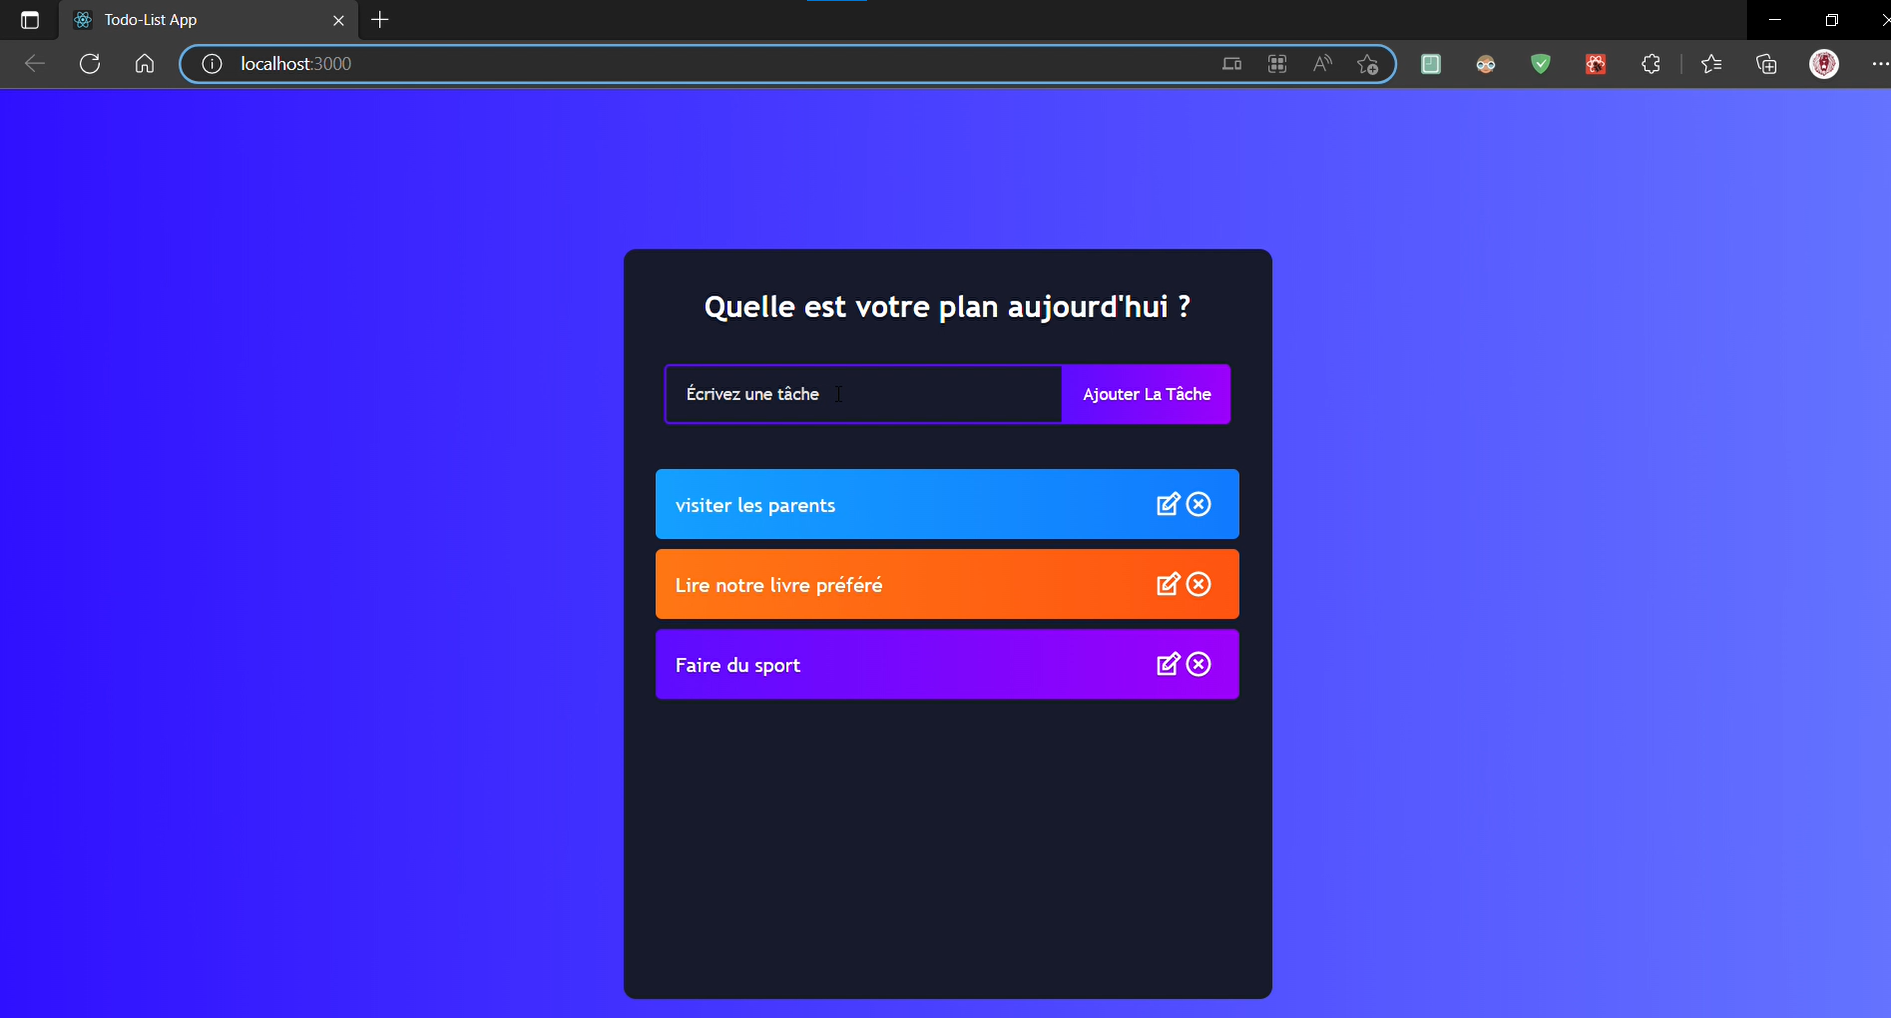 Todo-List App
localhost:3000
Quelle est votre plan aujourd'hui ?
Écrivez une tâche
Ajouter La Tâche
visiter les parents
Lire notre livre préféré
Faire du sport